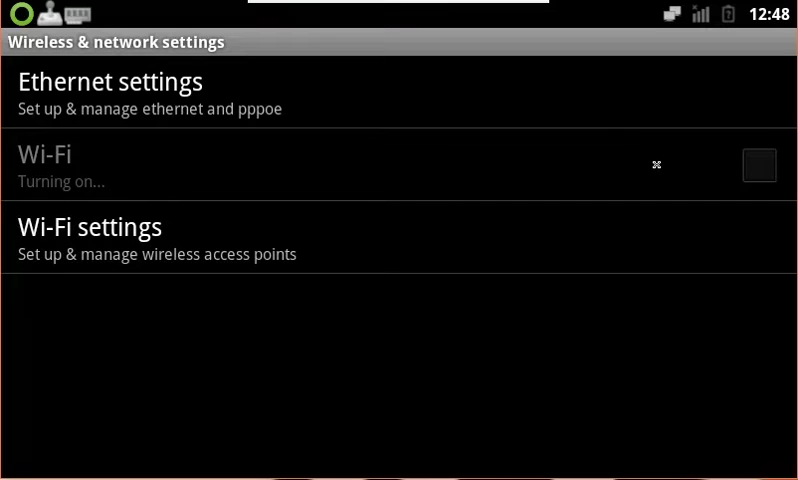 12:48
Wireless & network settings
Ethernet settings
Set up & manage ethernet and pppoe
Wi-Fi
Turning on...
Wi-Fi settings
Set up & manage wireless access points